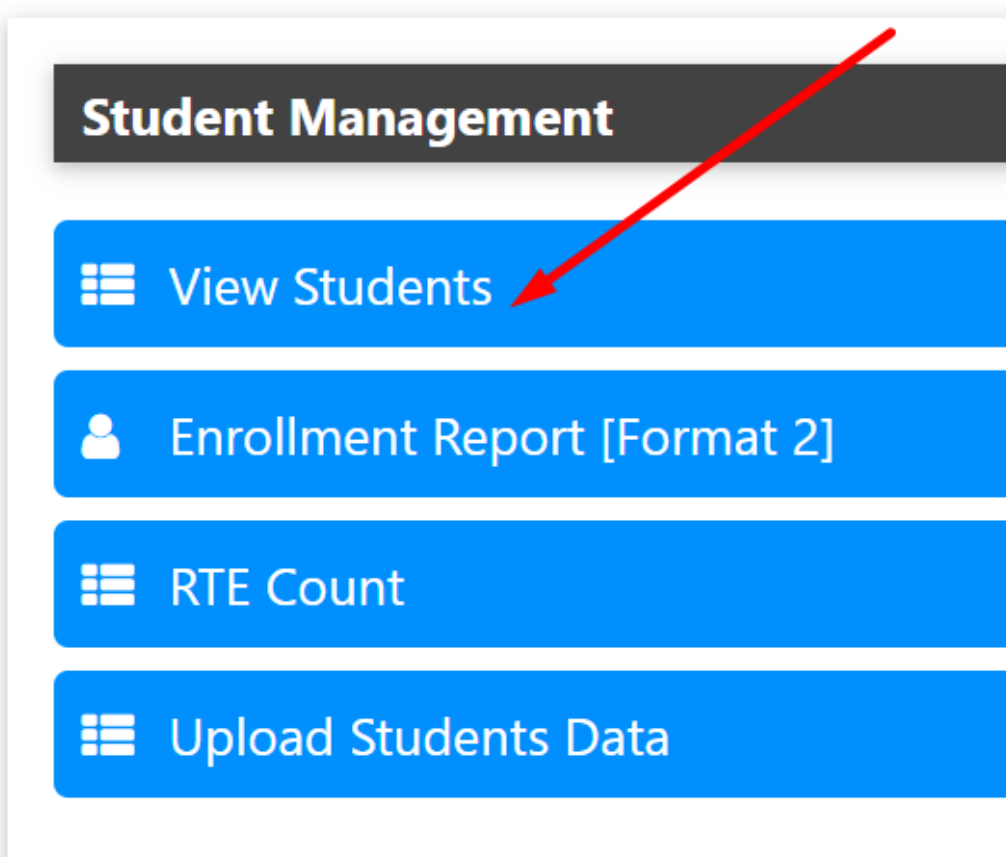 Student Management
View Students
Enrollment Report [Format 2]
RTE Count
Upload Students Data